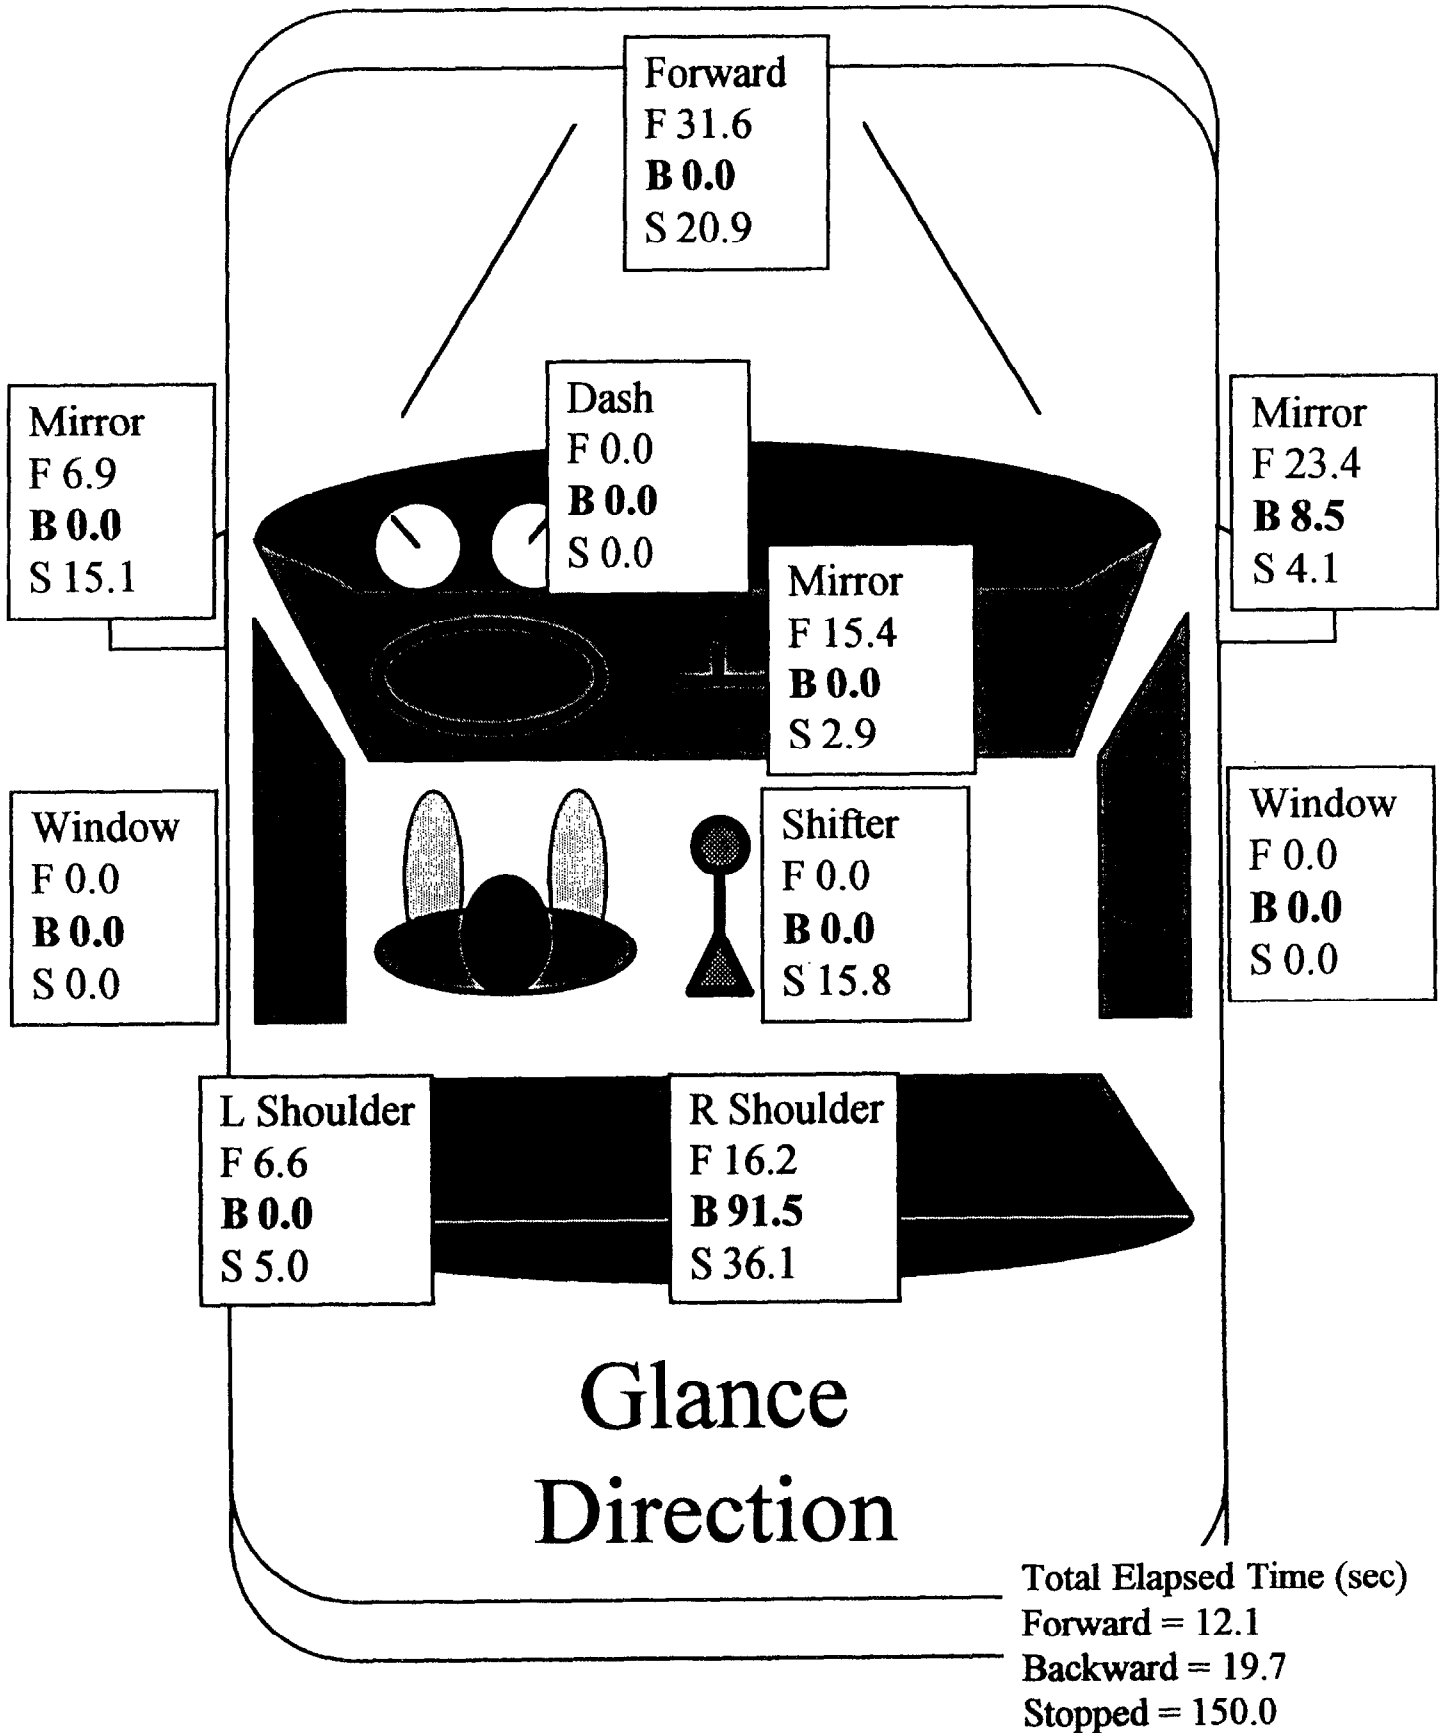 Forward
F 31.6
B 0.0
S 20.9
Dash
F 0.0
B 0.0
S 0.0
Mirror
F 6.9
B 0.0
S 15.1
Mirror
F 23.4
B 8.5
S 4.1
Mirror
F 15.4
B 0.0
S 2.9
Window
F 0.0
B 0.0
S 0.0
Shifter
F 0.0
B 0.0
S 15.8
Window
F 0.0
B 0.0
S 0.0
L Shoulder
F 6.6
B 0.0
S 5.0
R Shoulder
F 16.2
B 91.5
S 36.1
Glance
Direction
Total Elapsed Time (sec)
Forward = 12.1
Backward = 19.7
Stopped = 150.0